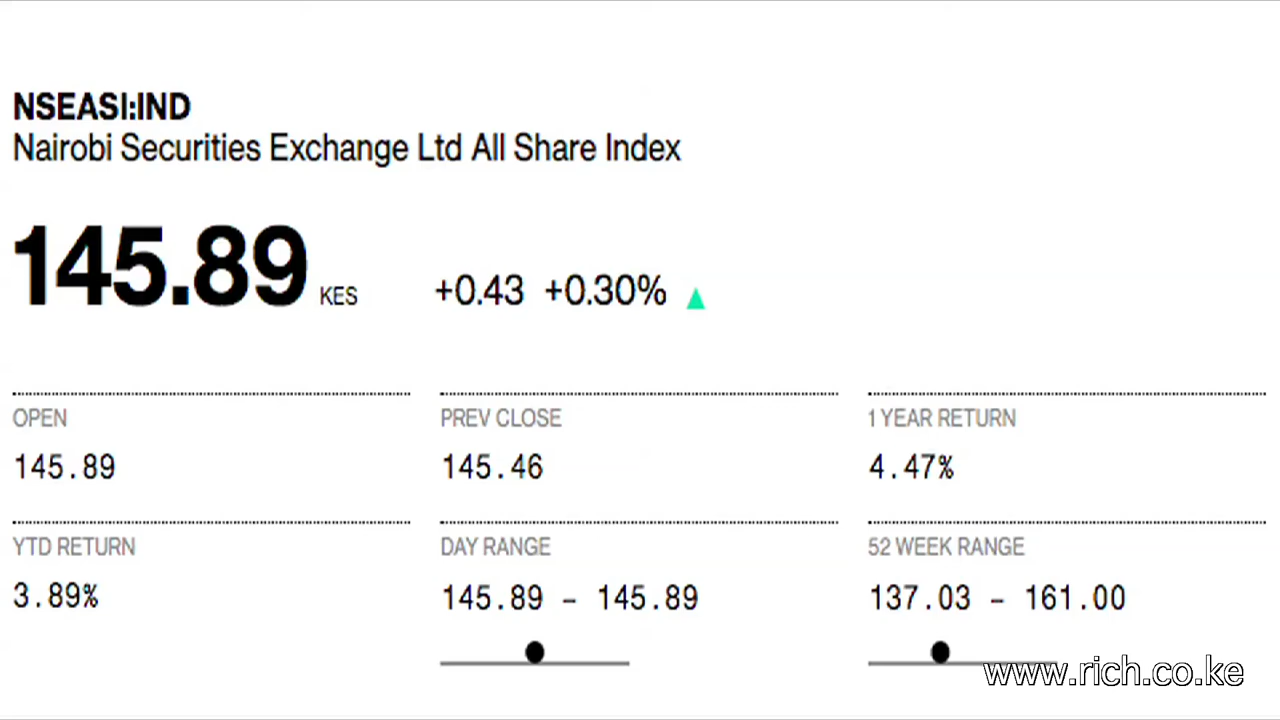 NSEASI:IND
Nairobi Securities Exchange Ltd All Share Index
145.89 KES +0.43 +0.30%
OPEN PREV CLOSE 1 YEAR RETURN
145.89 145.46 4.47%
YTD RETURN DAY RANGE 52 WEEK RANGE
3.89% 145.89 – 145.89 137.03 – 161.00
www.rich.co.ke